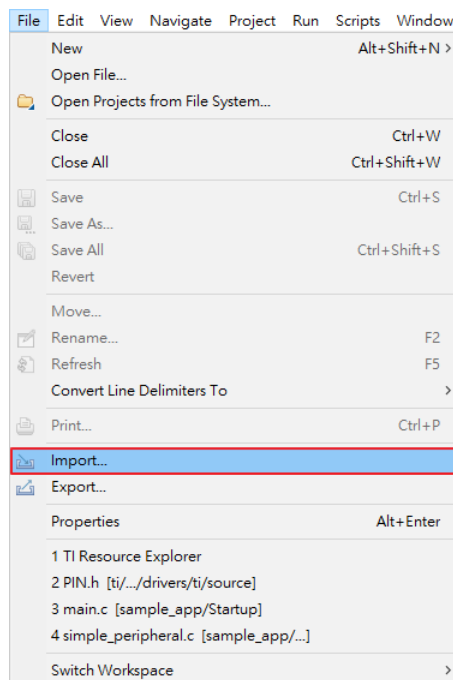 File Edit View Navigate Project Run Scripts Window
New Alt+Shift+N >
Open File...
Open Projects from File System...
Close Ctrl+W
Close All Ctrl+Shift+W
Save Ctrl+S
Save As...
Save All Ctrl+Shift+S
Revert
Move...
Rename... F2
Refresh F5
Convert Line Delimiters To >
Print... Ctrl+P
Import...
Export...
Properties Alt+Enter
1 TI Resource Explorer
2 PIN.h [ti/.../drivers/ti/source]
3 main.c [sample_app/Startup]
4 simple_peripheral.c [sample_app/...]
Switch Workspace >